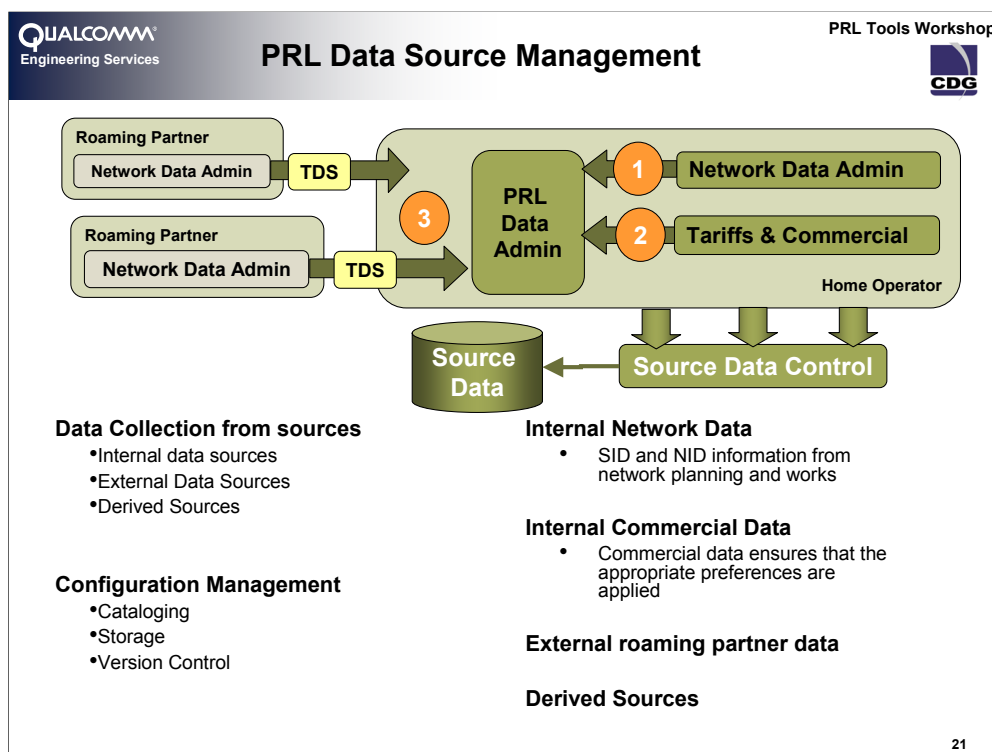 QUALCOMM
Engineering Services
PRL Data Source Management
PRL Tools Workshop
CDG
Roaming Partner
Network Data Admin
TDS
Roaming Partner
Network Data Admin
TDS
3
PRL
Data
Admin
1
Network Data Admin
2
Tariffs & Commercial
Home Operator
Source
Data
Source Data Control
Data Collection from sources
•Internal data sources
•External Data Sources
•Derived Sources
Configuration Management
•Cataloging
•Storage
•Version Control
Internal Network Data
• SID and NID information from
network planning and works
Internal Commercial Data
• Commercial data ensures that the
appropriate preferences are
applied
External roaming partner data
Derived Sources
21